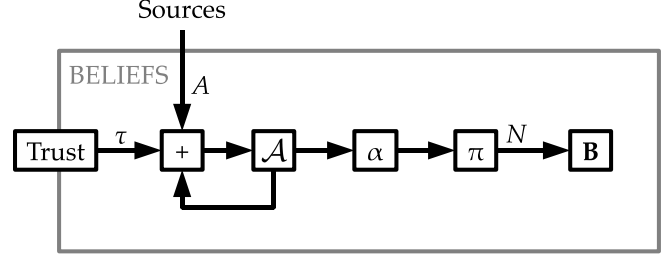 Sources
BELIEFS
A
Trust
τ
+
𝒜
α
π
N
B